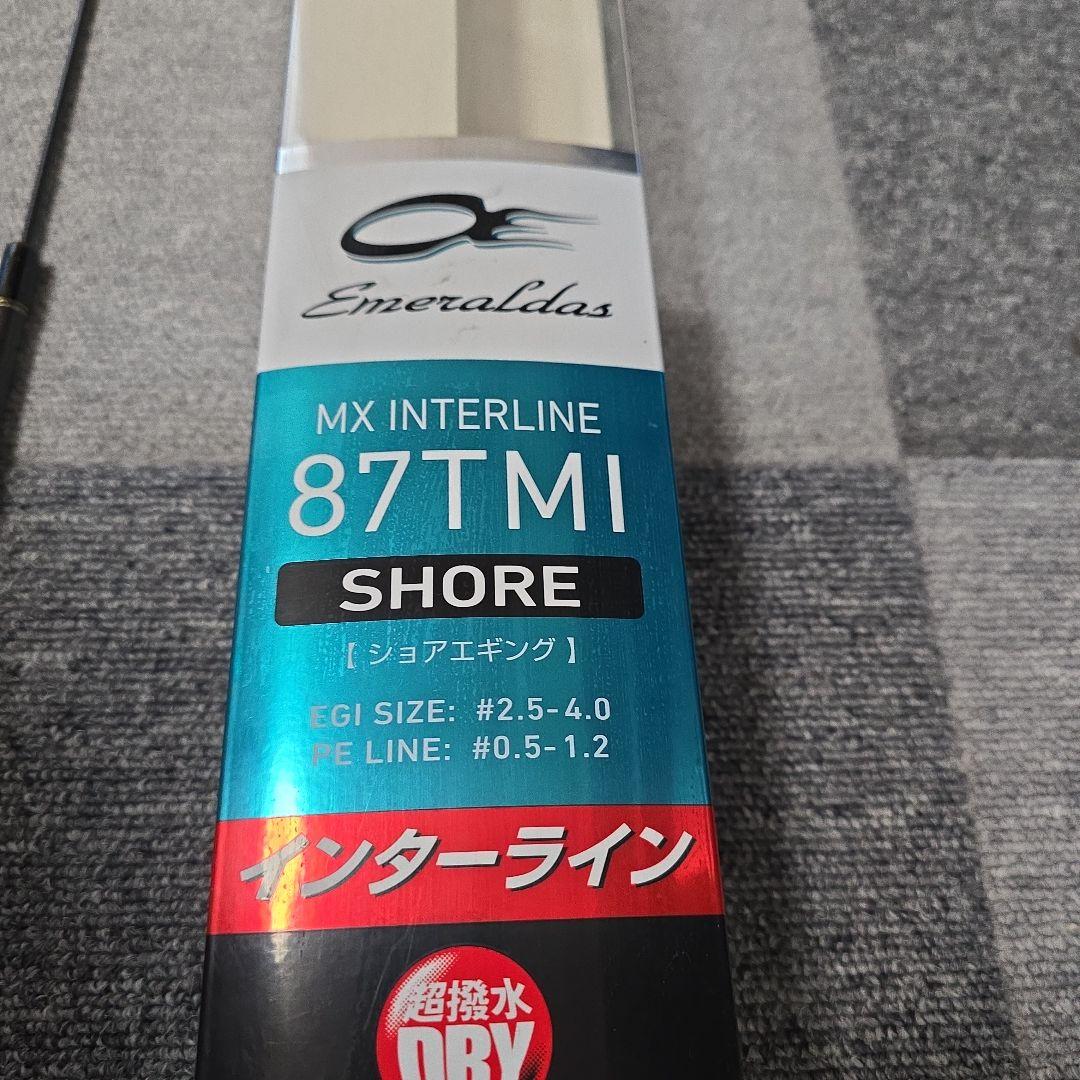 Emeraldas
MX INTERLINE
87TMI
SHORE
【ショアエギング】
EGI SIZE: #2.5-4.0
PE LINE: #0.5-1.2
インターライン
超撥水
DRY